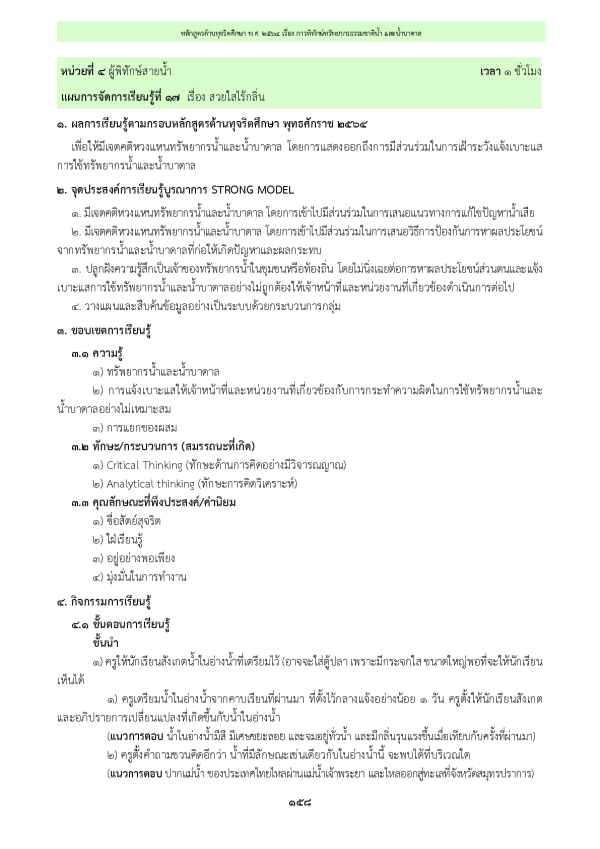 หลักสูตรต้านทุจริตศึกษา พ.ศ. ๒๕๖๔ เรื่อง การพิทักษ์ทรัพยากรธรรมชาติน้ำ และน้ำบาดาล
หน่วยที่ ๔ ผู้พิทักษ์สายน้ำ เวลา ๑ ชั่วโมง
แผนการจัดการเรียนรู้ที่ ๑๗ เรื่อง สวยใสไร้กลิ่น
๑. ผลการเรียนรู้ตามกรอบหลักสูตรต้านทุจริตศึกษา พุทธศักราช ๒๕๖๔
เพื่อให้มีเจตคติหวงแหนทรัพยากรน้ำและน้ำบาดาล โดยการแสดงออกถึงการมีส่วนร่วมในการเฝ้าระวังแจ้งเบาะแส
การใช้ทรัพยากรน้ำและน้ำบาดาล
๒. จุดประสงค์การเรียนรู้บูรณาการ STRONG MODEL
๑. มีเจตคติหวงแหนทรัพยากรน้ำและน้ำบาดาล โดยการเข้าไปมีส่วนร่วมในการเสนอแนวทางการแก้ไขปัญหาน้ำเสีย
๒. มีเจตคติหวงแหนทรัพยากรน้ำและน้ำบาดาล โดยการเข้าไปมีส่วนร่วมในการเสนอวิธีการป้องกันการหาผลประโยชน์
จากทรัพยากรน้ำและน้ำบาดาลที่ก่อให้เกิดปัญหาและผลกระทบ
๓. ปลูกฝังความรู้สึกเป็นเจ้าของทรัพยากรน้ำในชุมชนหรือท้องถิ่น โดยไม่นิ่งเฉยต่อการหาผลประโยชน์ส่วนตนและแจ้ง
เบาะแสการใช้ทรัพยากรน้ำและน้ำบาดาลอย่างไม่ถูกต้องให้เจ้าหน้าที่และหน่วยงานที่เกี่ยวข้องดำเนินการต่อไป
๔. วางแผนและสืบค้นข้อมูลอย่างเป็นระบบด้วยกระบวนการกลุ่ม
๓. ขอบเขตการเรียนรู้
๓.๑ ความรู้
๑) ทรัพยากรน้ำและน้ำบาดาล
๒) การแจ้งเบาะแสให้เจ้าหน้าที่และหน่วยงานที่เกี่ยวข้องกับการกระทำความผิดในการใช้ทรัพยากรน้ำและ
น้ำบาดาลอย่างไม่เหมาะสม
๓) การแยกของผสม
๓.๒ ทักษะ/กระบวนการ (สมรรถนะที่เกิด)
๑) Critical Thinking (ทักษะด้านการคิดอย่างมีวิจารณญาณ)
๒) Analytical thinking (ทักษะการคิดวิเคราะห์)
๓.๓ คุณลักษณะที่พึงประสงค์/ค่านิยม
๑) ซื่อสัตย์สุจริต
๒) ใฝ่เรียนรู้
๓) อยู่อย่างพอเพียง
๔) มุ่งมั่นในการทำงาน
๔. กิจกรรมการเรียนรู้
๔.๑ ขั้นตอนการเรียนรู้
ขั้นนำ
๑) ครูให้นักเรียนสังเกตน้ำในอ่างน้ำที่เตรียมไว้ (อาจจะใส่ตู้ปลา เพราะมีกระจกใส ขนาดใหญ่พอที่จะให้นักเรียน
เห็นได้
๑) ครูเตรียมน้ำในอ่างน้ำจากคาบเรียนที่ผ่านมา ที่ตั้งไว้กลางแจ้งอย่างน้อย ๑ วัน ครูตั้งให้นักเรียนสังเกต
และอภิปรายการเปลี่ยนแปลงที่เกิดขึ้นกับน้ำในอ่างน้ำ
(แนวการตอบ น้ำในอ่างน้ำมีสี มีเศษขยะลอย และจมอยู่ทั่วน้ำ และมีกลิ่นรุนแรงขึ้นเมื่อเทียบกับครั้งที่ผ่านมา)
๒) ครูตั้งคำถามชวนคิดอีกว่า น้ำที่มีลักษณะเช่นเดียวกับในอ่างน้ำนี้ จะพบได้ที่บริเวณใด
(แนวการตอบ ปากแม่น้ำ ของประเทศไทยไหลผ่านแม่น้ำเจ้าพระยา และไหลออกสู่ทะเลที่จังหวัดสมุทรปราการ)
๑๕๘